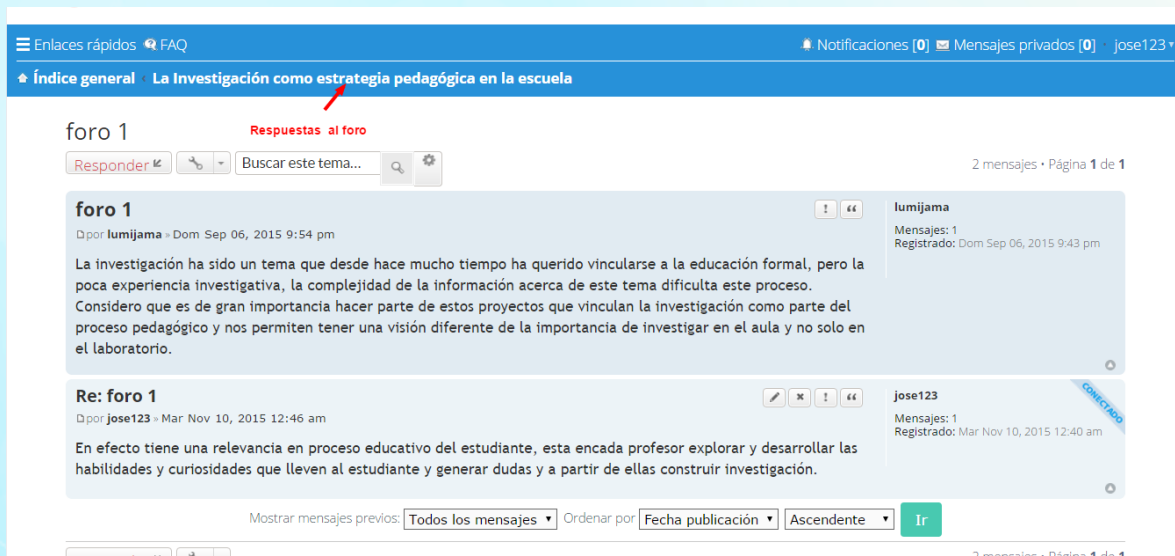 Enlaces rápidos FAQ
Notificaciones [0] Mensajes privados [0] jose123
Índice general ‹ La Investigación como estrategia pedagógica en la escuela
Respuestas al foro
foro 1
Responder
Buscar este tema...
2 mensajes • Página 1 de 1
foro 1
por lumijama » Dom Sep 06, 2015 9:54 pm
La investigación ha sido un tema que desde hace mucho tiempo ha querido vincularse a la educación formal, pero la
poca experiencia investigativa, la complejidad de la información acerca de este tema dificulta este proceso.
Considero que es de gran importancia hacer parte de estos proyectos que vinculan la investigación como parte del
proceso pedagógico y nos permiten tener una visión diferente de la importancia de investigar en el aula y no solo en
el laboratorio.
lumijama
Mensajes: 1
Registrado: Dom Sep 06, 2015 9:43 pm
Re: foro 1
por jose123 » Mar Nov 10, 2015 12:46 am
En efecto tiene una relevancia en proceso educativo del estudiante, esta encada profesor explorar y desarrollar las
habilidades y curiosidades que lleven al estudiante y generar dudas y a partir de ellas construir investigación.
jose123
Mensajes: 1
Registrado: Mar Nov 10, 2015 12:40 am
CONECTADO
Mostrar mensajes previos: Todos los mensajes Ordenar por Fecha publicación Ascendente Ir
2 mensajes • Página 1 de 1